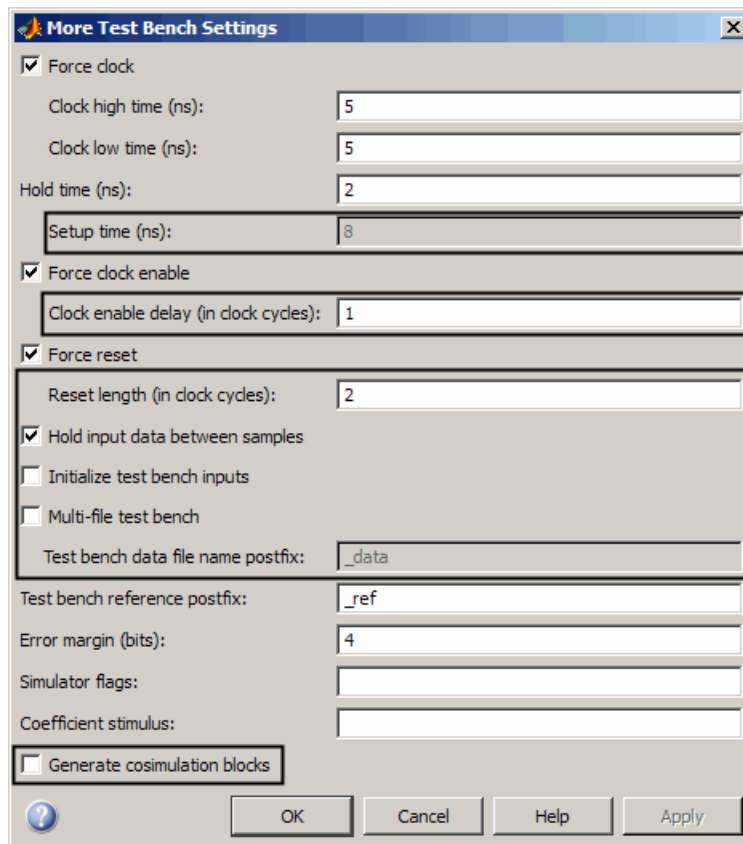 More Test Bench Settings
Force clock
Clock high time (ns): 5
Clock low time (ns): 5
Hold time (ns): 2
Setup time (ns): 8
Force clock enable
Clock enable delay (in clock cycles): 1
Force reset
Reset length (in clock cycles): 2
Hold input data between samples
Initialize test bench inputs
Multi-file test bench
Test bench data file name postfix: _data
Test bench reference postfix: _ref
Error margin (bits): 4
Simulator flags:
Coefficient stimulus:
Generate cosimulation blocks
? OK Cancel Help Apply